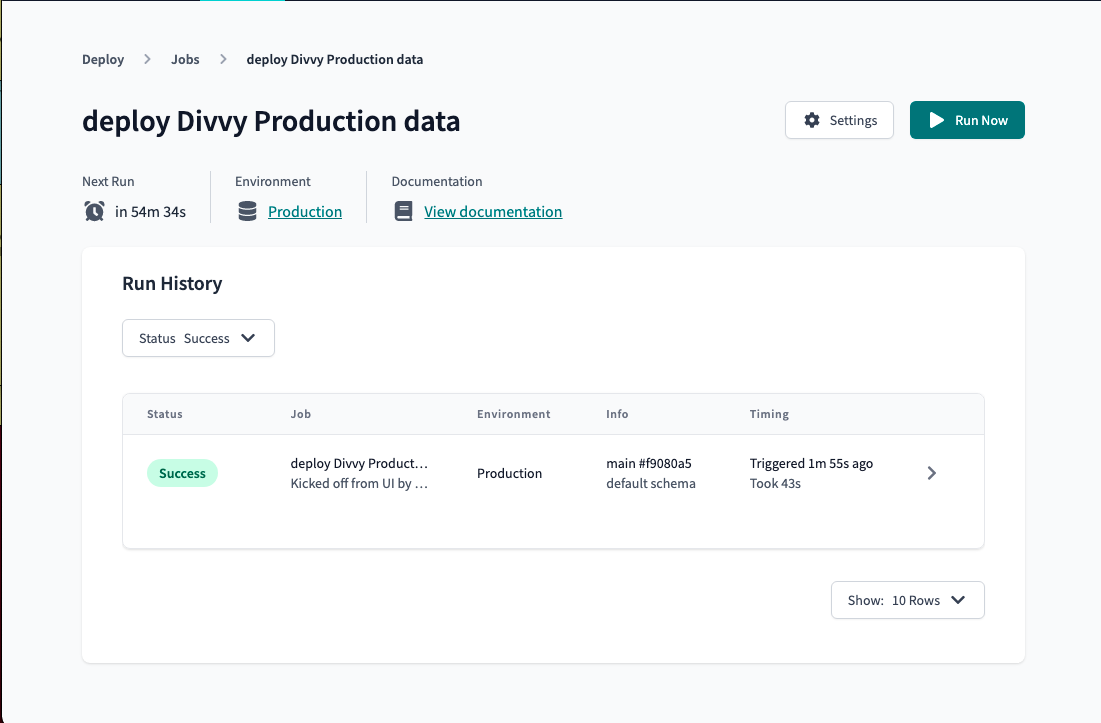 Deploy > Jobs > deploy Divvy Production data
deploy Divvy Production data
Settings
Run Now
Next Run
in 54m 34s
Environment
Production
Documentation
View documentation
Run History
Status Success
Status Job Environment Info Timing
Success
deploy Divvy Product…
Kicked off from UI by …
Production
main #f9080a5
default schema
Triggered 1m 55s ago
Took 43s
Show: 10 Rows